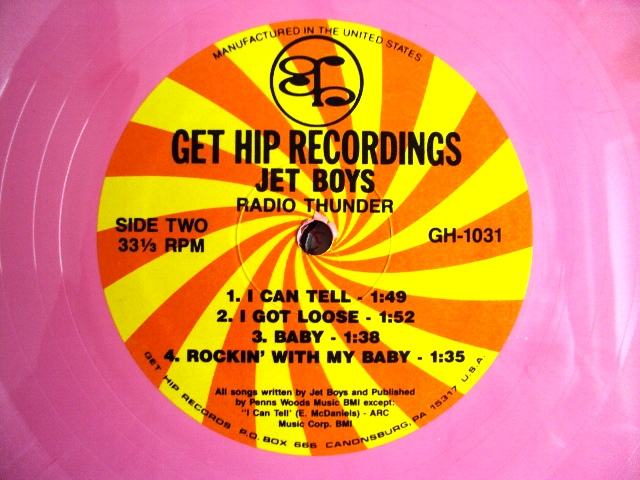 MANUFACTURED IN THE UNITED STATES
GET HIP RECORDINGS
JET BOYS
RADIO THUNDER
SIDE TWO
33⅓ RPM
GH-1031
1. I CAN TELL - 1:49
2. I GOT LOOSE - 1:52
3. BABY - 1:38
4. ROCKIN' WITH MY BABY - 1:35
All songs written by Jet Boys and Published
by Penns Woods Music BMI except:
"I Can Tell' (E. McDaniels) - ARC
Music Corp. BMI
GET HIP RECORDS P.O. BOX 666 CANONSBURG, PA 15317 U.S.A.